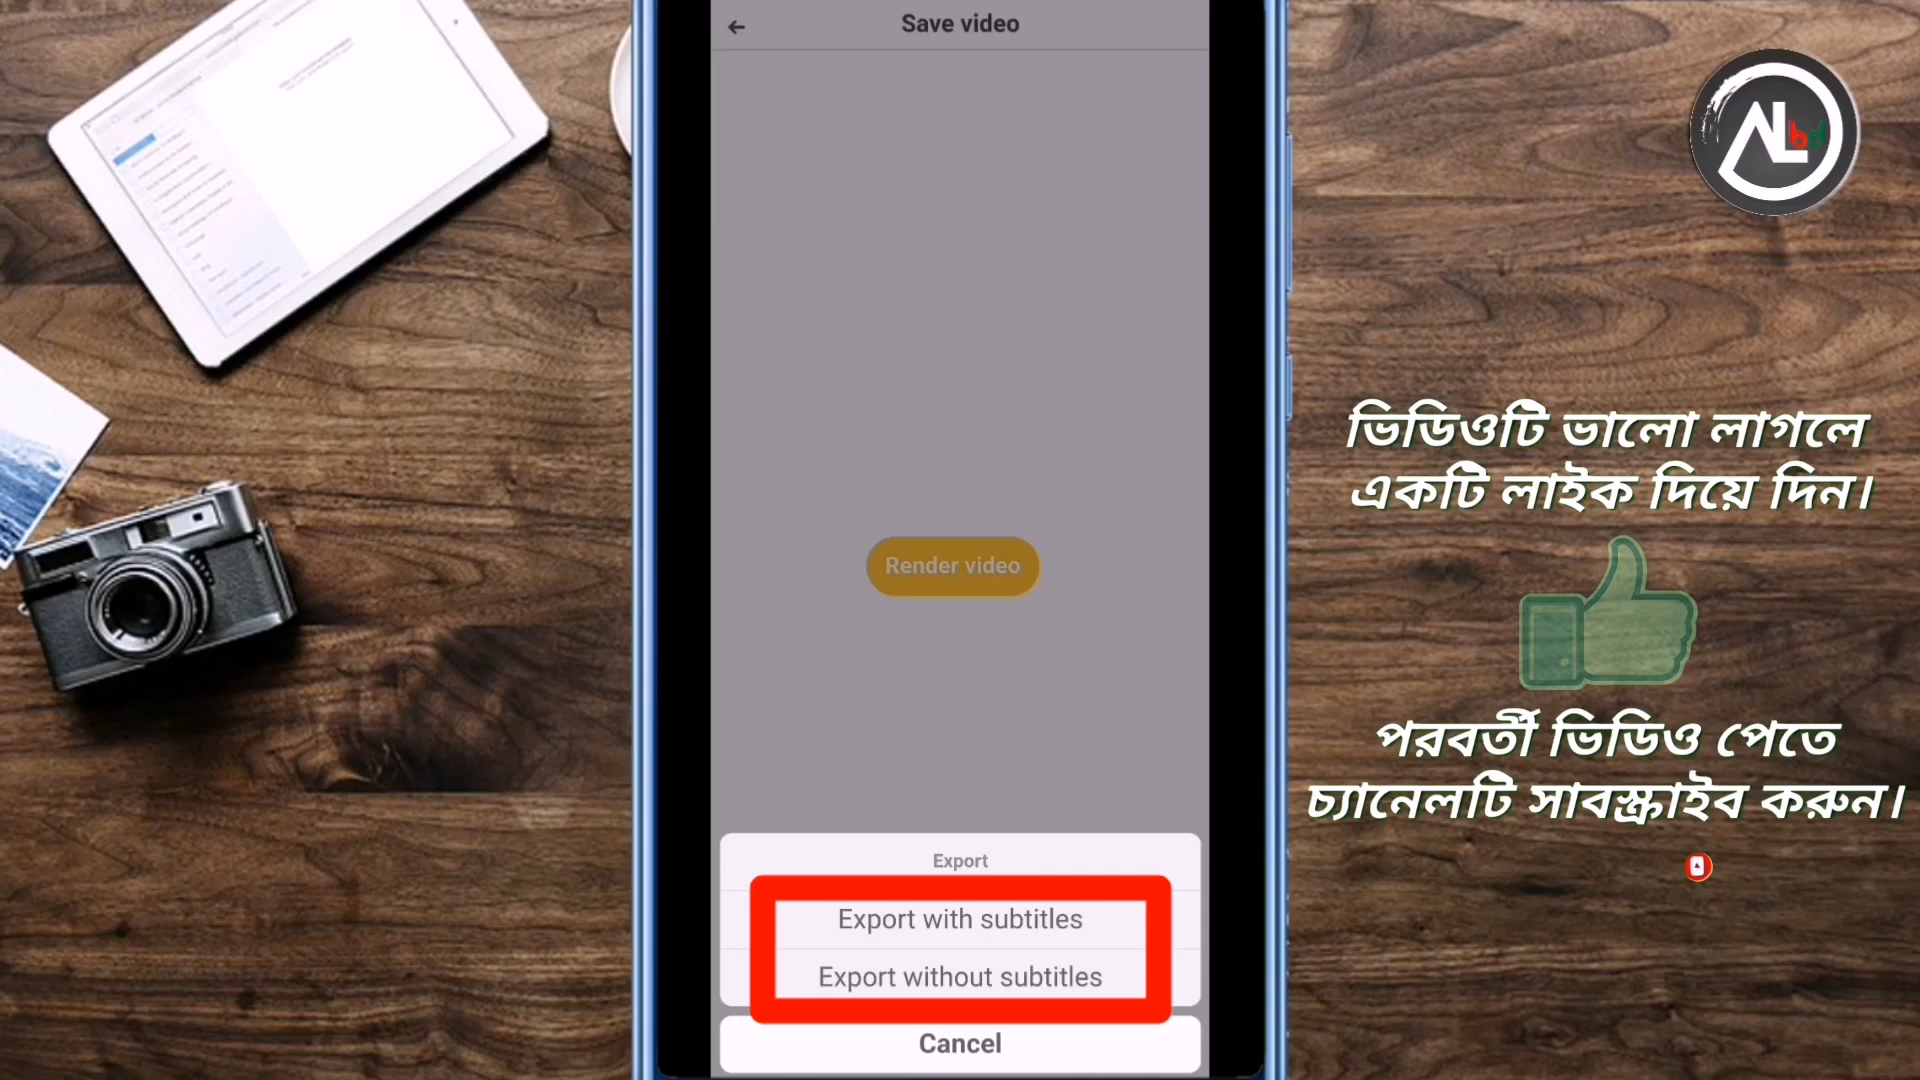 Save video
Render video
Export
Export with subtitles
Export without subtitles
Cancel
ALbd
ভিডিওটি ভালো লাগলে
একটি লাইক দিয়ে দিন।
পরবর্তী ভিডিও পেতে
চ্যানেলটি সাবস্ক্রাইব করুন।